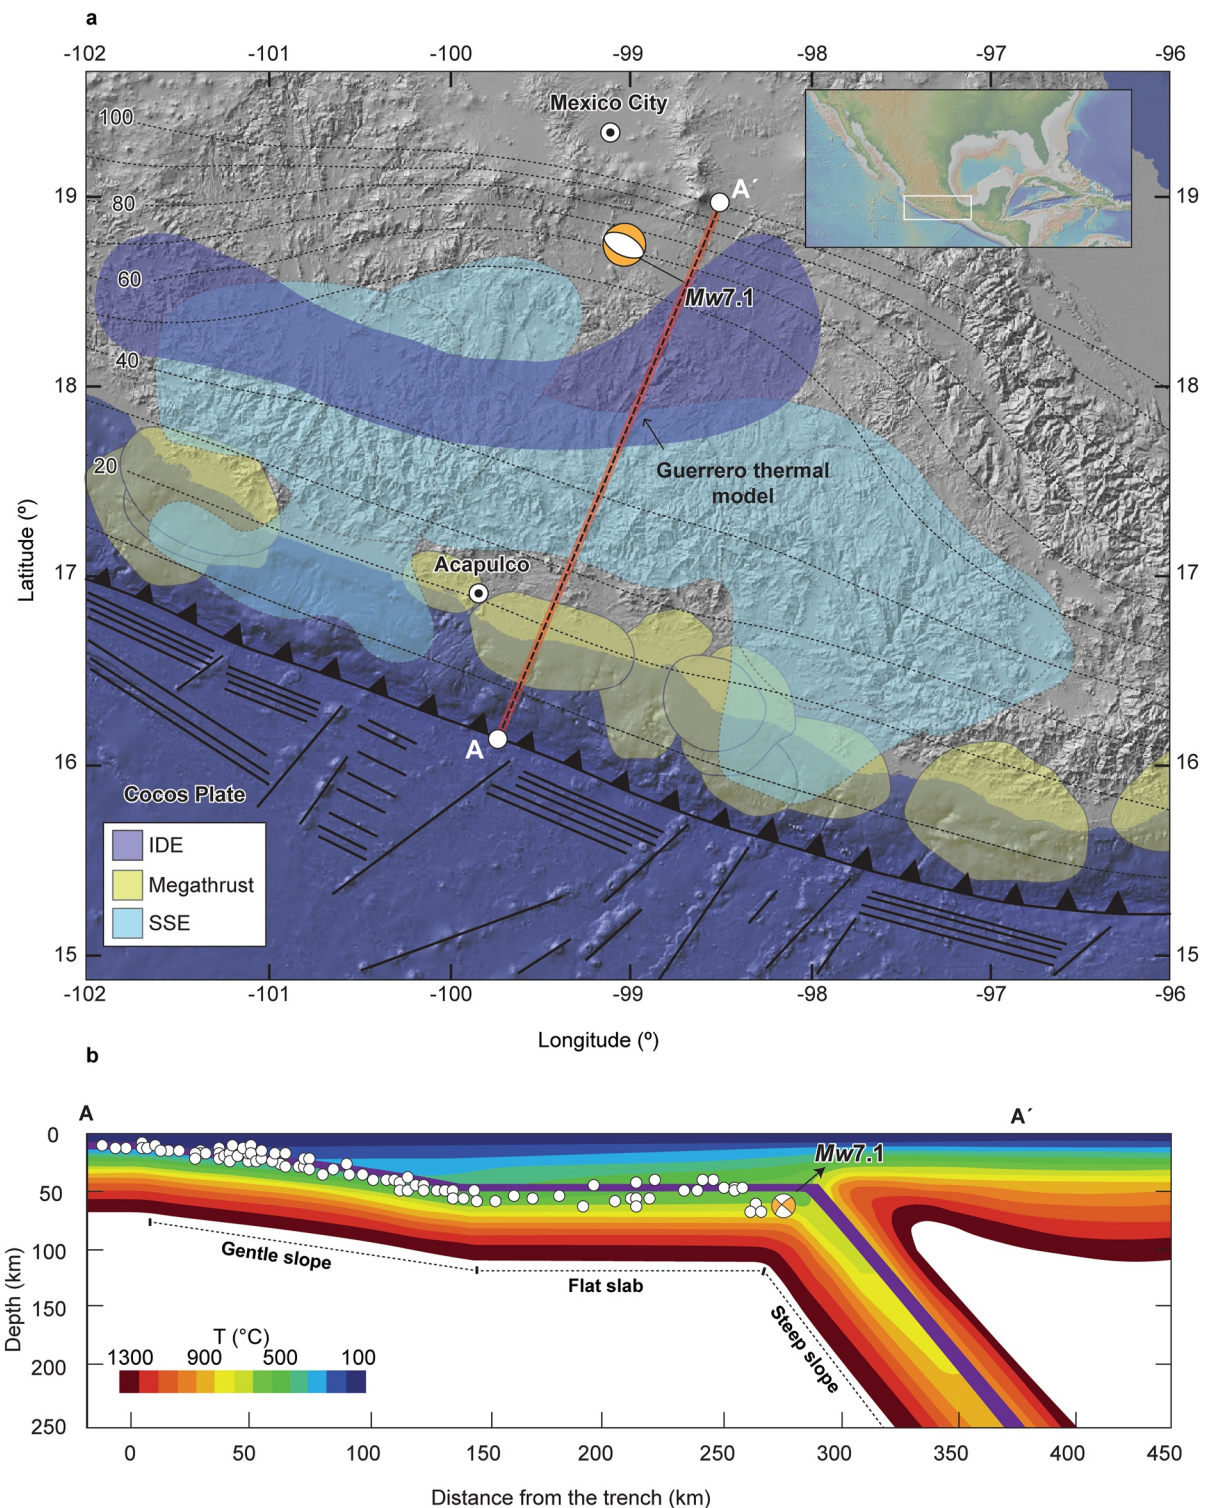 a
-102 -101 -100 -99 -98 -97 -96
Mexico City
100
A´
19 80 19
60
Mw7.1
40
18 18
Guerrero thermal
model
20
Latitude (º)
17 Acapulco 17
A
16 16
Cocos Plate
IDE
Megathrust
SSE
15 15
-102 -101 -100 -99 -98 -97 -96
Longitude (º)
b
A A´
0
Mw7.1
50
100
Gentle slope
Flat slab
Depth (km)
150
Steep slope
T (°C)
1300 900 500 100
200
250
0 50 100 150 200 250 300 350 400 450
Distance from the trench (km)